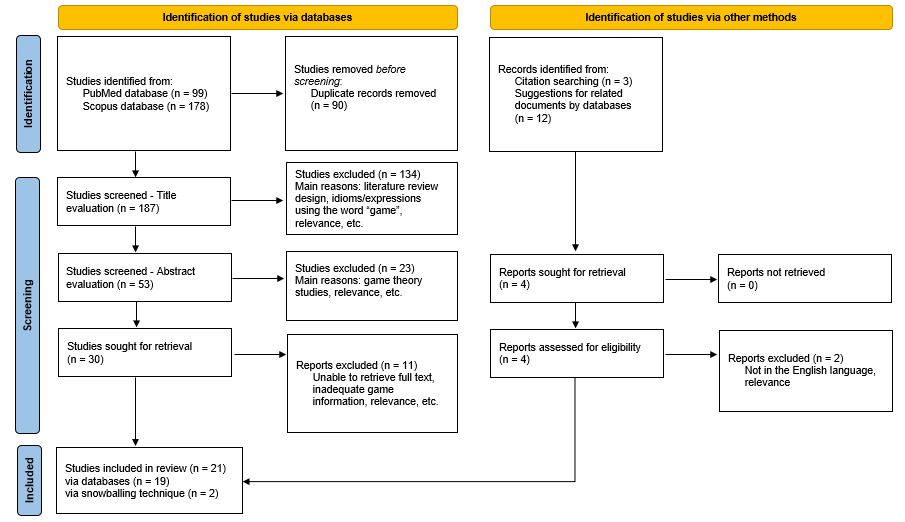 Identification of studies via databases
Identification of studies via other methods
Identification
Studies identified from:
PubMed database (n = 99)
Scopus database (n = 178)
Studies removed before
screening:
Duplicate records removed
(n = 90)
Records identified from:
Citation searching (n = 3)
Suggestions for related
documents by databases
(n = 12)
Screening
Studies screened - Title
evaluation (n = 187)
Studies excluded (n = 134)
Main reasons: literature review
design, idioms/expressions
using the word “game”,
relevance, etc.
Studies screened - Abstract
evaluation (n = 53)
Studies excluded (n = 23)
Main reasons: game theory
studies, relevance, etc.
Reports sought for retrieval
(n = 4)
Reports not retrieved
(n = 0)
Studies sought for retrieval
(n = 30)
Reports excluded (n = 11)
Unable to retrieve full text,
inadequate game
information, relevance, etc.
Reports assessed for eligibility
(n = 4)
Reports excluded (n = 2)
Not in the English language,
relevance
Included
Studies included in review (n = 21)
via databases (n = 19)
via snowballing technique (n = 2)